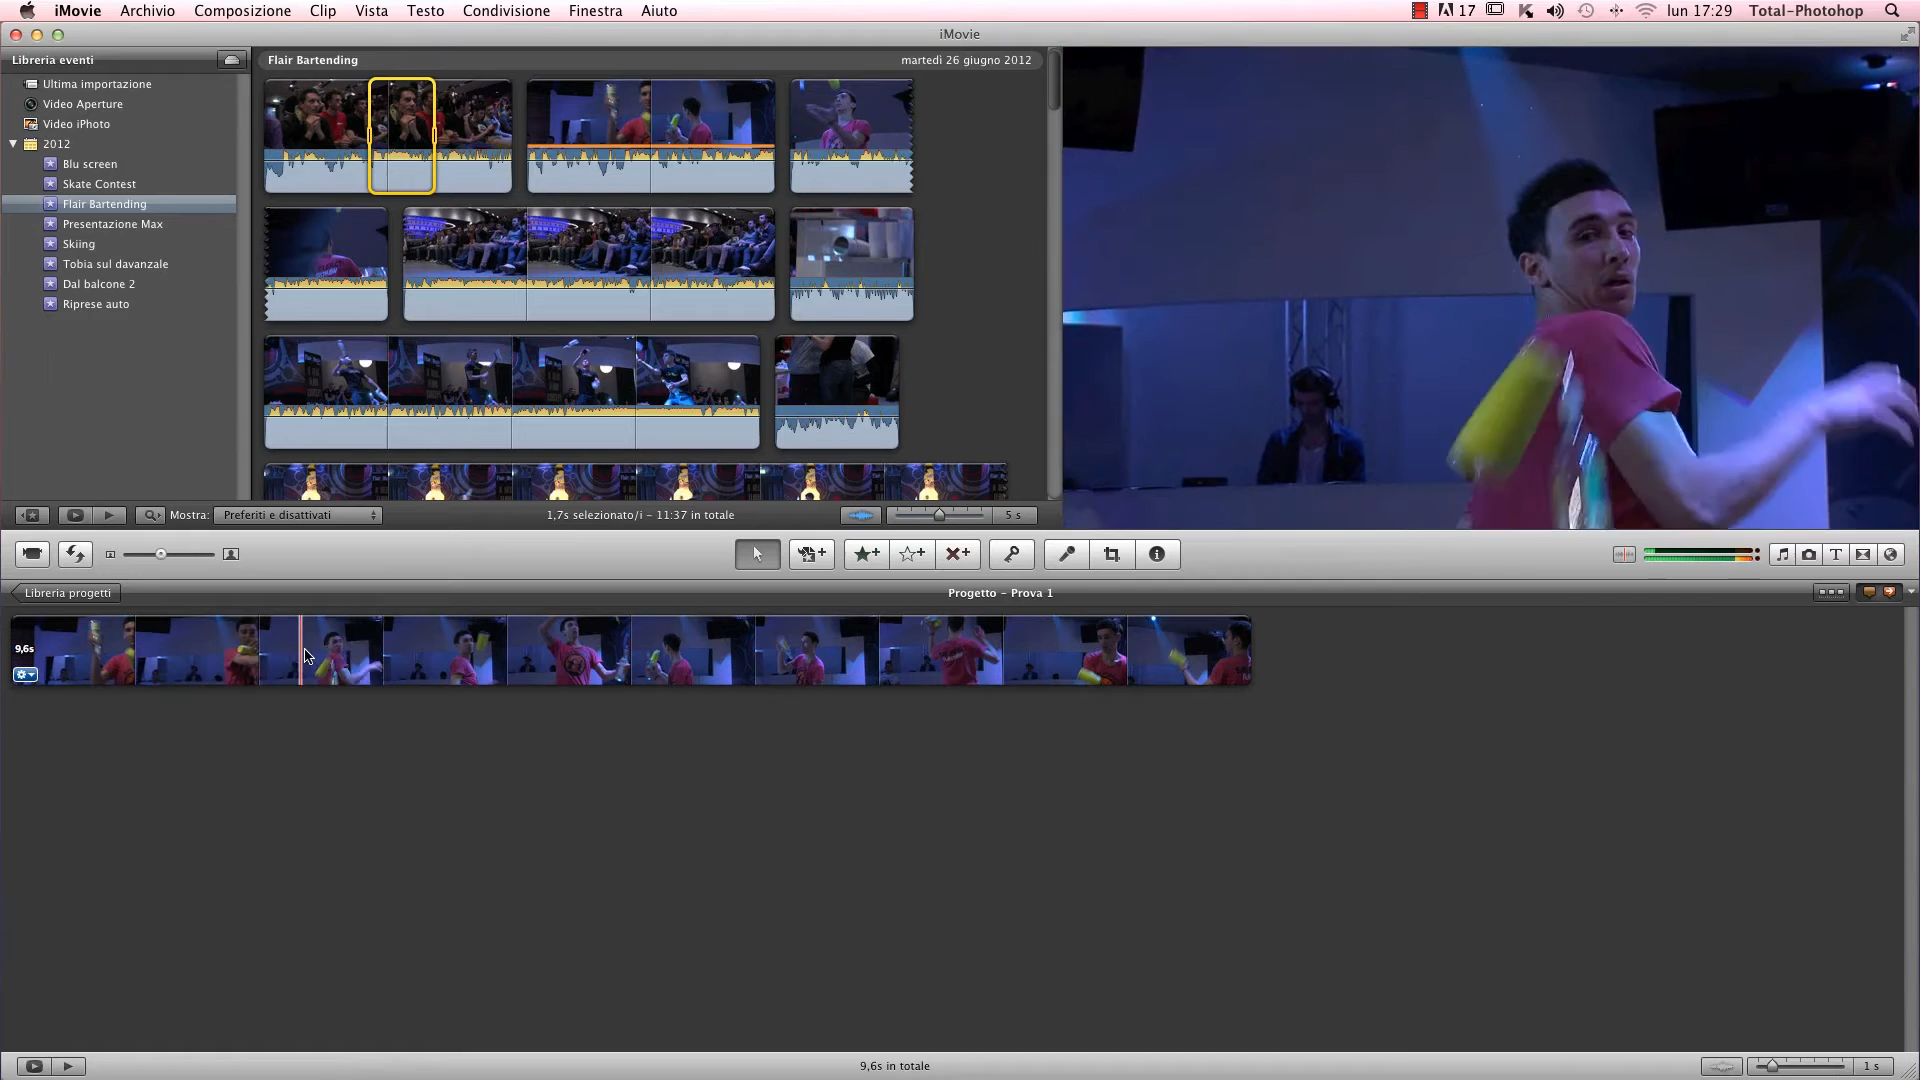 iMovie Archivio Composizione Clip Vista Testo Condivisione Finestra Aiuto 17 lun 17:29 Total-Photohop
iMovie
Libreria eventi
Ultima importazione
Video Aperture
Video iPhoto
2012
Blu screen
Skate Contest
Flair Bartending
Presentazione Max
Skiing
Tobia sul davanzale
Dal balcone 2
Riprese auto
Flair Bartending martedì 26 giugno 2012
Mostra: Preferiti e disattivati 1,7s selezionato/i - 11:37 in totale 5 s
Libreria progetti Progetto - Prova 1
9,6s
9,6s in totale 1 s